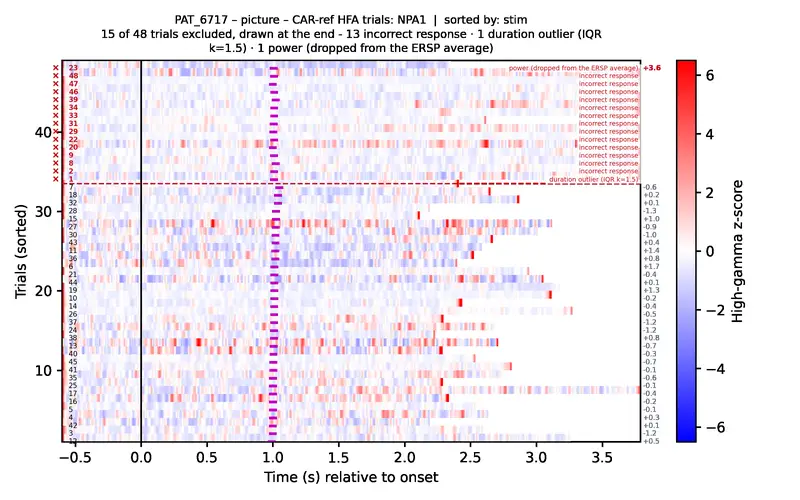 PAT_6717 – picture – CAR-ref HFA trials: NPA1 | sorted by: stim
15 of 48 trials excluded, drawn at the end - 13 incorrect response · 1 duration outlier (IQR
k=1.5) · 1 power (dropped from the ERSP average)
× 23 power (dropped from the ERSP average) +3.6
× 48 incorrect response
× 47 incorrect response
× 46 incorrect response
× 39 incorrect response
× 34 incorrect response
× 33 incorrect response
× 31 incorrect response
× 29 incorrect response
× 22 incorrect response
× 20 incorrect response
× 9 incorrect response
× 8 incorrect response
× 2 incorrect response
× 1 duration outlier (IQR k=1.5)
7 -0.6
18 +0.2
32 +0.1
28 -1.3
15 +1.0
27 -0.9
30 -1.0
43 +0.4
11 +1.4
36 +0.8
6 +1.7
21 -0.4
44 +0.1
19 +1.3
10 -0.2
14 -0.4
26 -0.5
37 -1.2
24 -1.2
38 +0.8
13 -0.7
40 -0.3
45 -0.7
41 -0.1
35 -0.6
25 -0.1
17 -0.4
16 -0.2
5 -0.1
4 +0.3
42 +0.1
3 -1.2
12 +0.5
40
30
20
10
Trials (sorted)
−0.5 0.0 0.5 1.0 1.5 2.0 2.5 3.0 3.5
Time (s) relative to onset
6
4
2
0
−2
−4
−6
High-gamma z-score